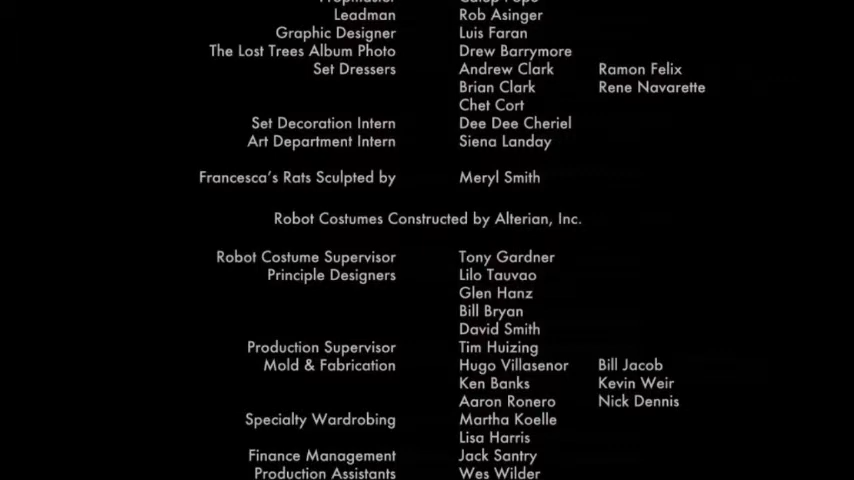 Leadman Rob Asinger
Graphic Designer Luis Faran
The Lost Trees Album Photo Drew Barrymore
Set Dressers Andrew Clark Ramon Felix
Brian Clark Rene Navarette
Chet Cort
Set Decoration Intern Dee Dee Cheriel
Art Department Intern Siena Landay
Francesca's Rats Sculpted by Meryl Smith
Robot Costumes Constructed by Alterian, Inc.
Robot Costume Supervisor Tony Gardner
Principle Designers Lilo Tauvao
Glen Hanz
Bill Bryan
David Smith
Production Supervisor Tim Huizing
Mold & Fabrication Hugo Villasenor Bill Jacob
Ken Banks Kevin Weir
Aaron Ronero Nick Dennis
Specialty Wardrobing Martha Koelle
Lisa Harris
Finance Management Jack Santry
Production Assistants Wes Wilder